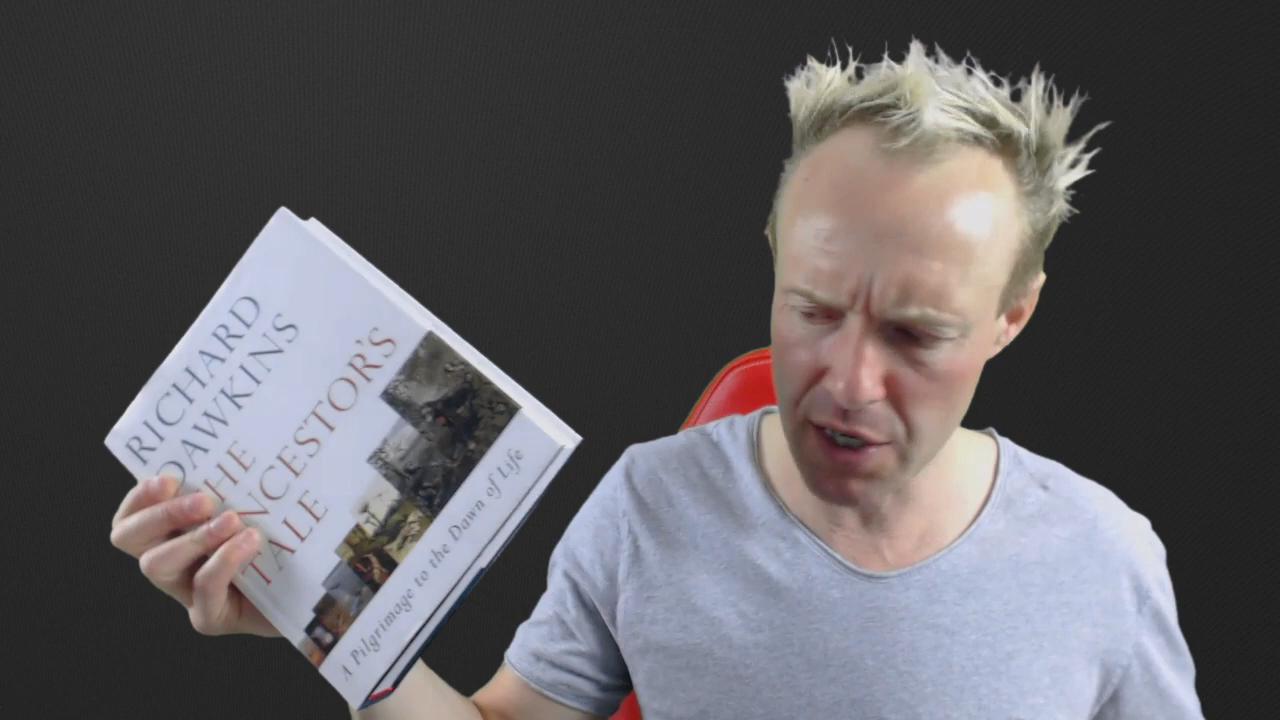 RICHARD
DAWKINS
THE
ANCESTOR'S
TALE
A Pilgrimage to the Dawn of Life